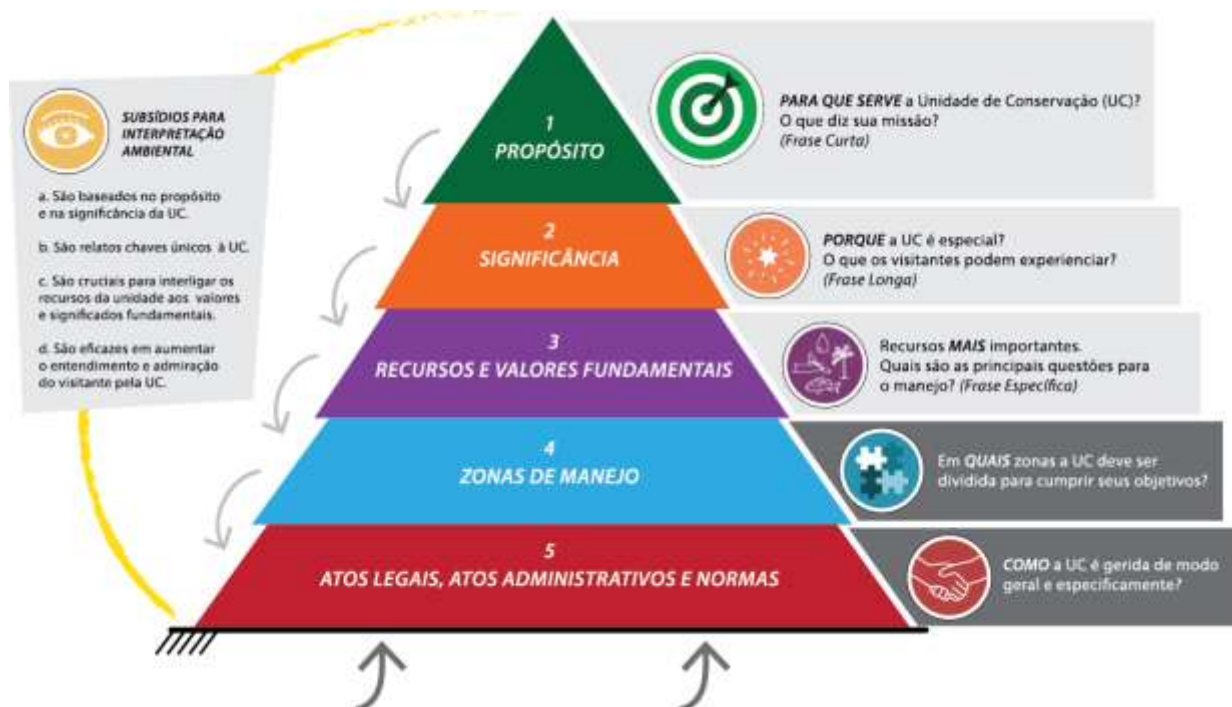 SUBSÍDIOS PARA
INTERPRETAÇÃO
AMBIENTAL
a. São baseados no propósito
e na significância da UC.
b. São relatos chaves únicos à UC.
c. São cruciais para interligar os
recursos da unidade aos valores
e significados fundamentais.
d. São eficazes em aumentar
o entendimento e admiração
do visitante pela UC.
1
PROPÓSITO
PARA QUE SERVE a Unidade de Conservação (UC)?
O que diz sua missão?
(Frase Curta)
2
SIGNIFICÂNCIA
PORQUE a UC é especial?
O que os visitantes podem experienciar?
(Frase Longa)
3
RECURSOS E VALORES FUNDAMENTAIS
Recursos MAIS importantes.
Quais são as principais questões para
o manejo? (Frase Específica)
4
ZONAS DE MANEJO
Em QUAIS zonas a UC deve ser
dividida para cumprir seus objetivos?
5
ATOS LEGAIS, ATOS ADMINISTRATIVOS E NORMAS
COMO a UC é gerida de modo
geral e especificamente?